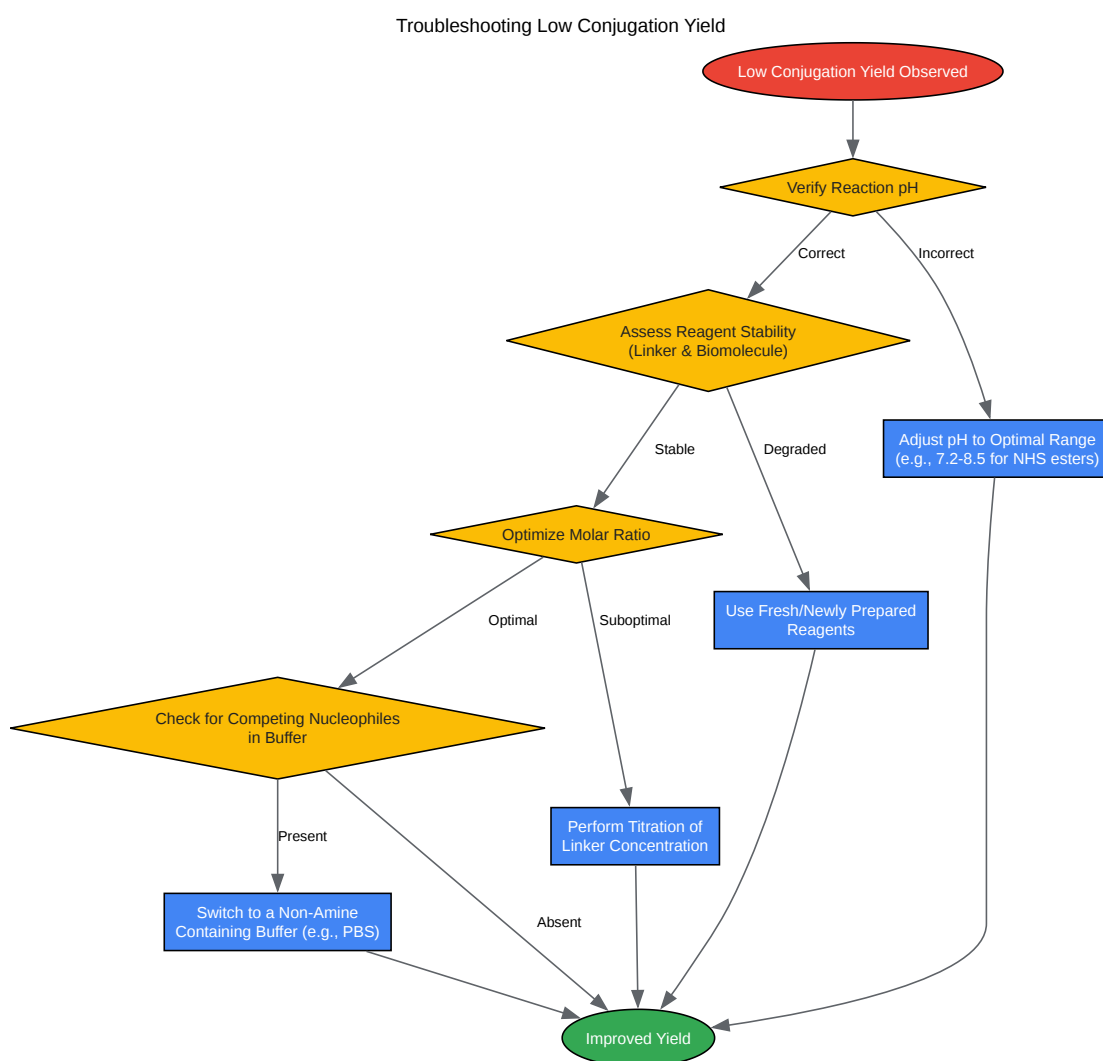 Troubleshooting Low Conjugation Yield
Low Conjugation Yield Observed
Verify Reaction pH
Correct
Incorrect
Assess Reagent Stability
(Linker & Biomolecule)
Adjust pH to Optimal Range
(e.g., 7.2-8.5 for NHS esters)
Stable
Degraded
Optimize Molar Ratio
Use Fresh/Newly Prepared
Reagents
Optimal
Suboptimal
Check for Competing Nucleophiles
in Buffer
Perform Titration of
Linker Concentration
Present
Absent
Switch to a Non-Amine
Containing Buffer (e.g., PBS)
Improved Yield